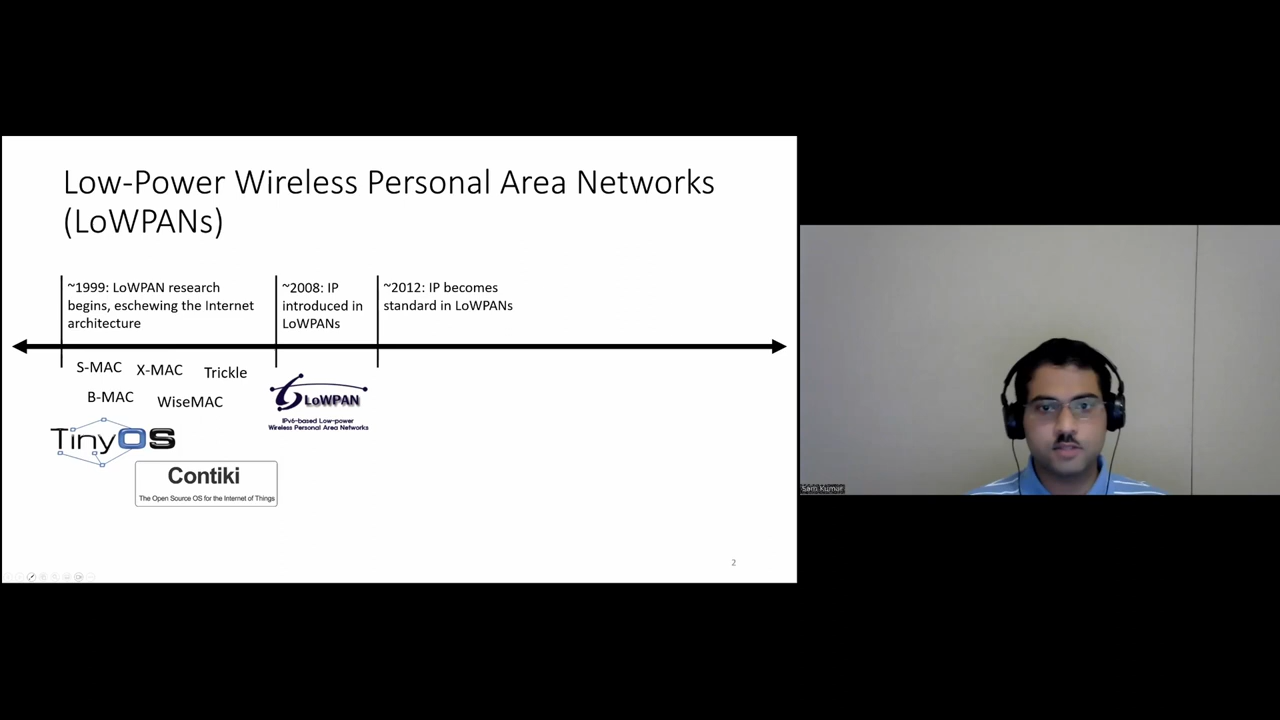 Low-Power Wireless Personal Area Networks
(LoWPANs)
~1999: LoWPAN research
begins, eschewing the Internet
architecture
~2008: IP
introduced in
LoWPANs
~2012: IP becomes
standard in LoWPANs
S-MAC X-MAC Trickle
B-MAC WiseMAC
TinyOS
6LoWPAN
IPv6-based Low-power
Wireless Personal Area Networks
Contiki
The Open Source OS for the Internet of Things
2
Sam Kumar